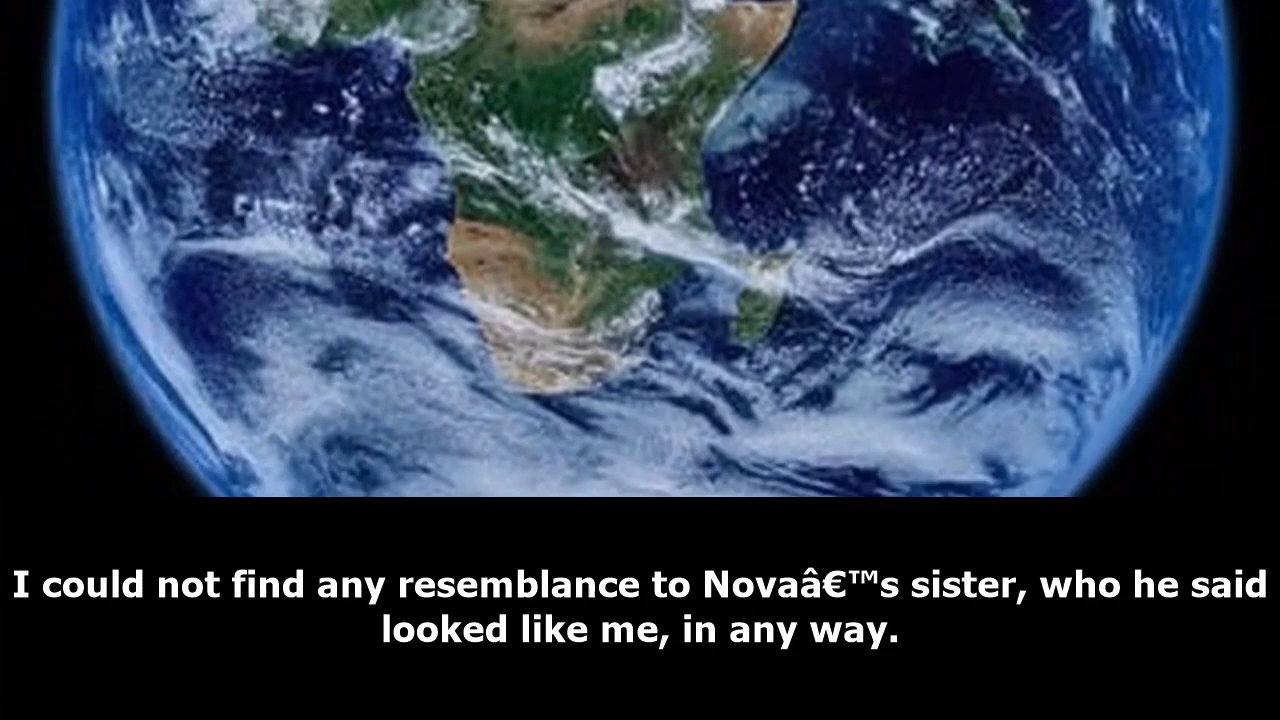 I could not find any resemblance to Novaâ€™s sister, who he said
looked like me, in any way.